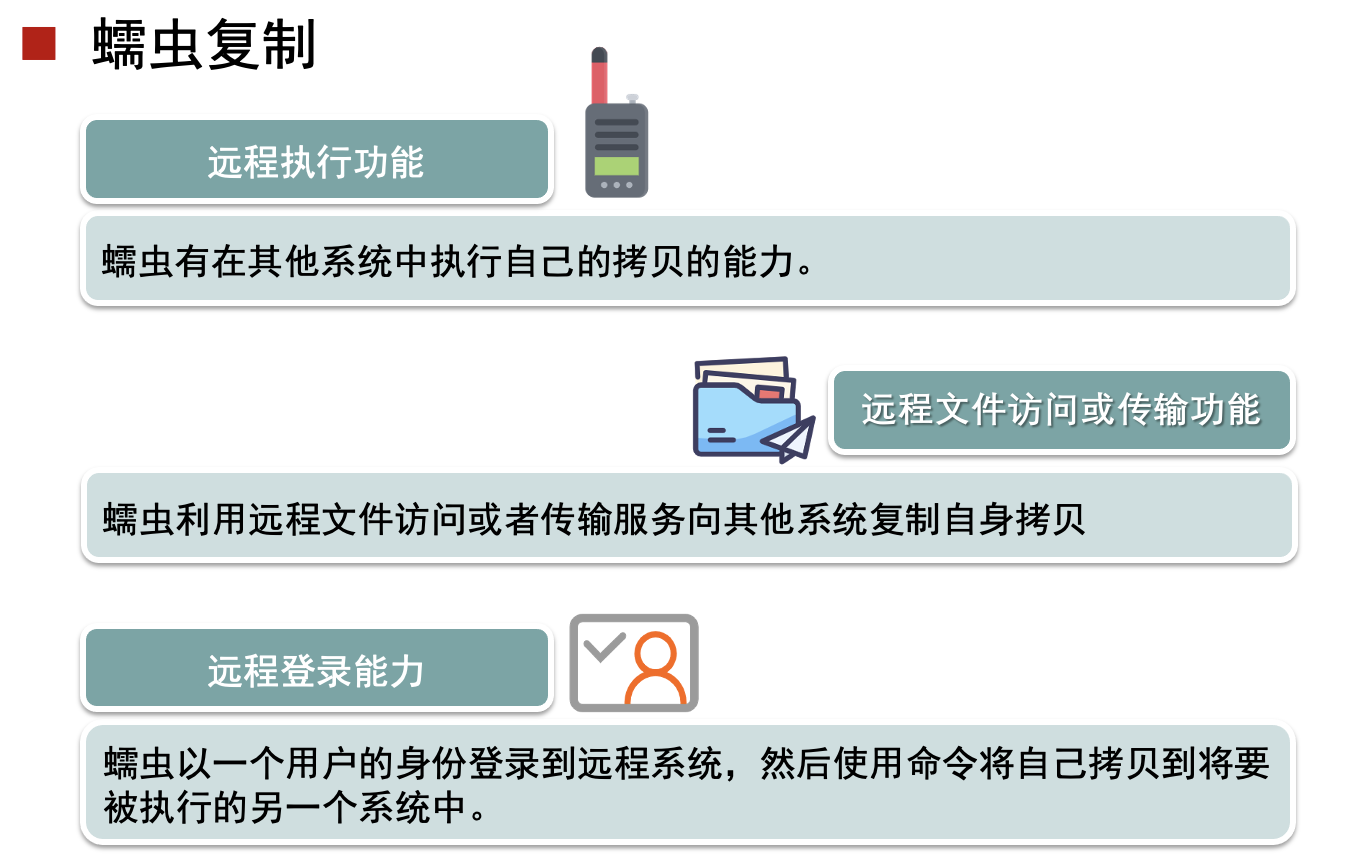 蠕虫复制
远程执行功能
蠕虫有在其他系统中执行自己的拷贝的能力。
远程文件访问或传输功能
蠕虫利用远程文件访问或者传输服务向其他系统复制自身拷贝
远程登录能力
蠕虫以一个用户的身份登录到远程系统，然后使用命令将自己拷贝到将要
被执行的另一个系统中。